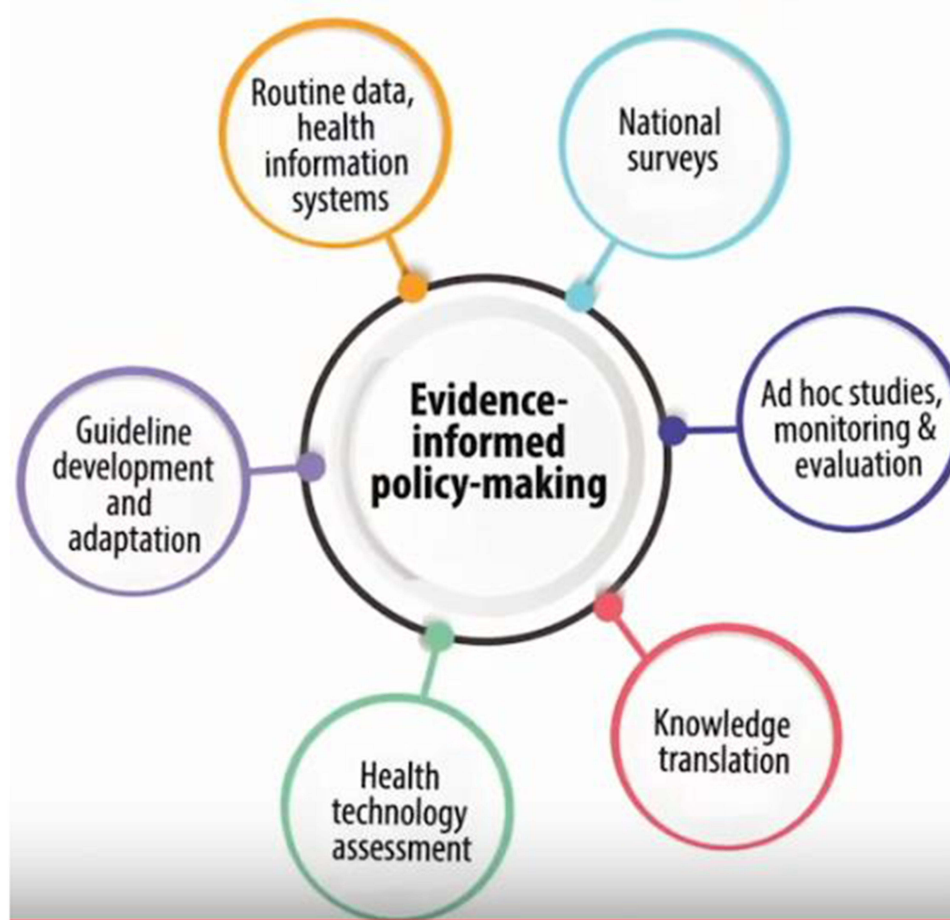 Routine data,
health
information
systems
National
surveys
Ad hoc studies,
monitoring &
evaluation
Knowledge
translation
Health
technology
assessment
Guideline
development
and
adaptation
Evidence-
informed
policy-making